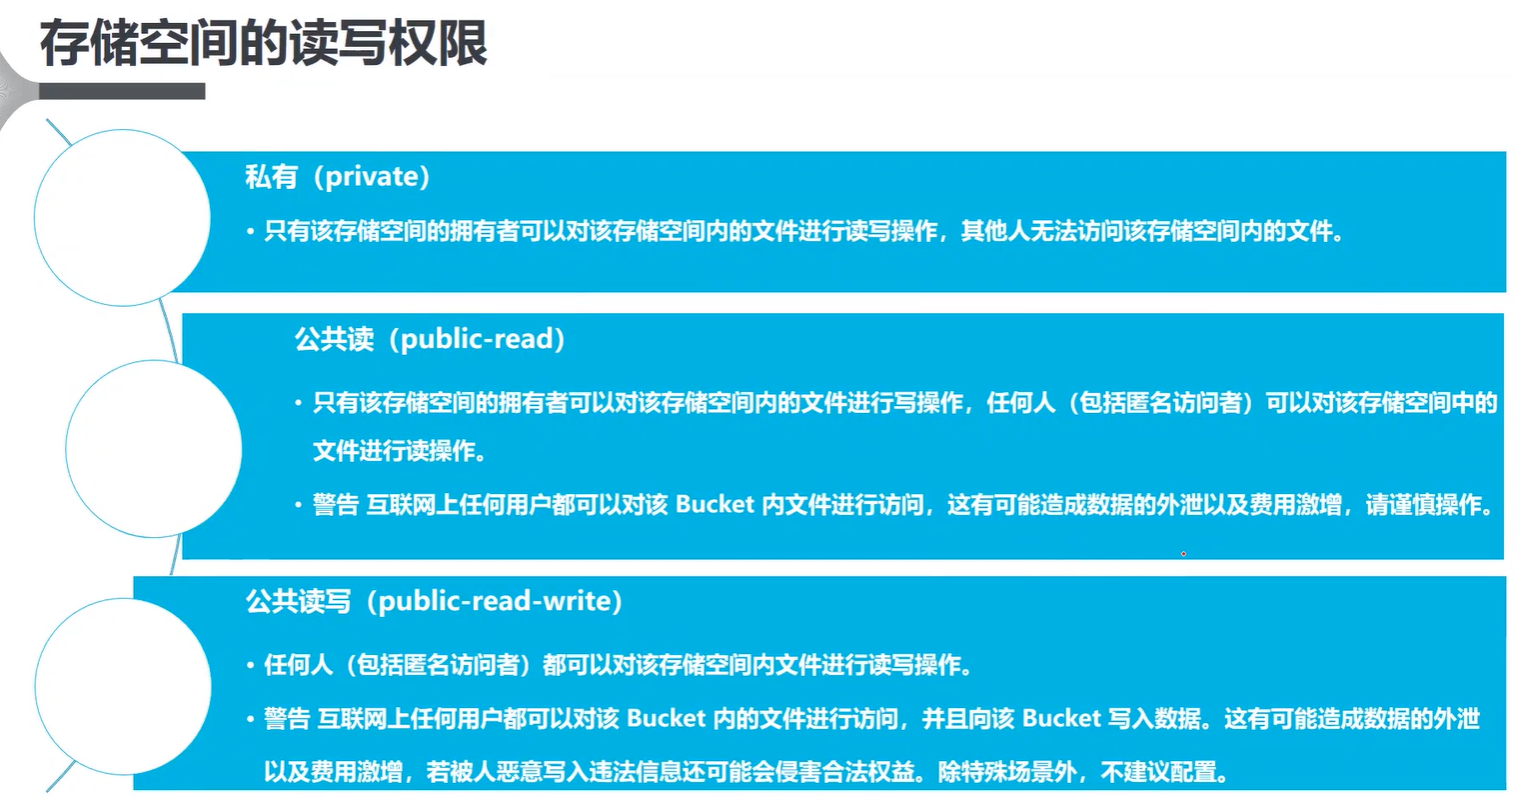 存储空间的读写权限
私有（private）
• 只有该存储空间的拥有者可以对该存储空间内的文件进行读写操作，其他人无法访问该存储空间内的文件。
公共读（public-read）
• 只有该存储空间的拥有者可以对该存储空间内的文件进行写操作，任何人（包括匿名访问者）可以对该存储空间中的
文件进行读操作。
• 警告 互联网上任何用户都可以对该 Bucket 内文件进行访问，这有可能造成数据的外泄以及费用激增，请谨慎操作。
公共读写（public-read-write）
• 任何人（包括匿名访问者）都可以对该存储空间内文件进行读写操作。
• 警告 互联网上任何用户都可以对该 Bucket 内的文件进行访问，并且向该 Bucket 写入数据。这有可能造成数据的外泄
以及费用激增，若被人恶意写入违法信息还可能会侵害合法权益。除特殊场景外，不建议配置。